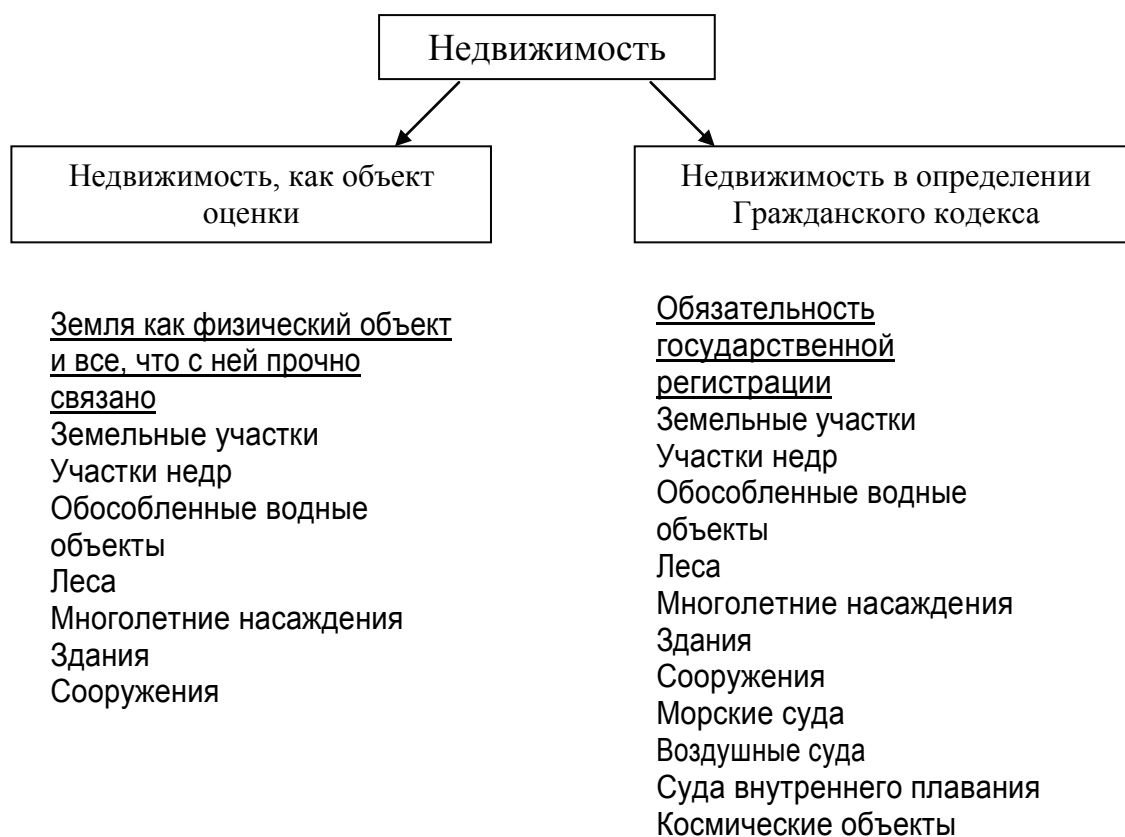 Недвижимость
Недвижимость, как объект
оценки
Недвижимость в определении
Гражданского кодекса
Земля как физический объект
и все, что с ней прочно
связано
Земельные участки
Участки недр
Обособленные водные
объекты
Леса
Многолетние насаждения
Здания
Сооружения
Обязательность
государственной
регистрации
Земельные участки
Участки недр
Обособленные водные
объекты
Леса
Многолетние насаждения
Здания
Сооружения
Морские суда
Воздушные суда
Суда внутреннего плавания
Космические объекты